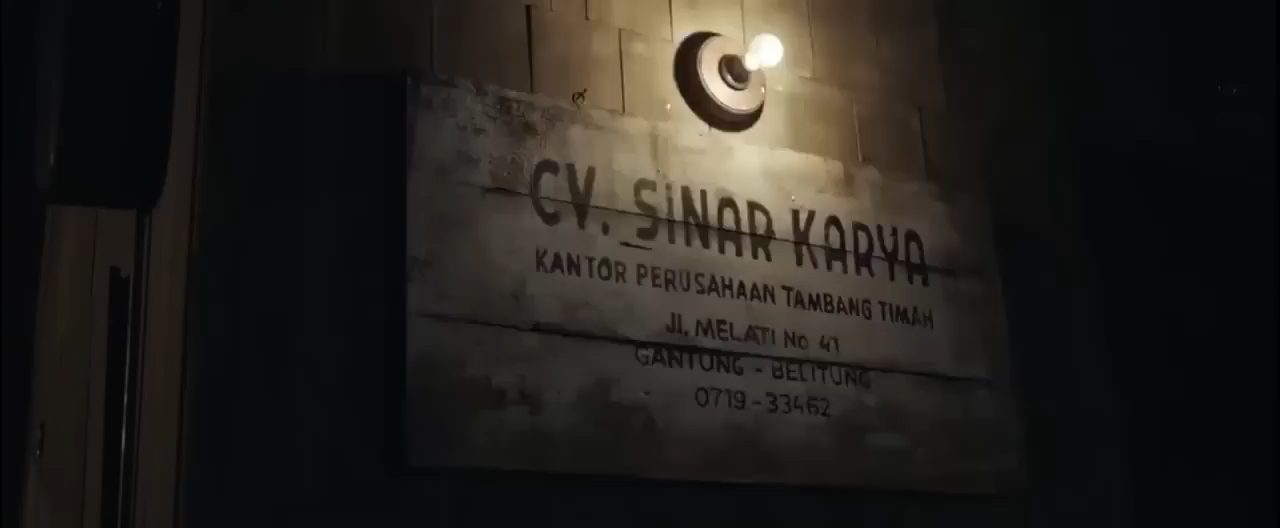 CV. SiNAR KARYA
KANTOR PERUSAHAAN TAMBANG TIMAH
Jl. MELATI No 41
GANTUNG - BELITUNG
0719-33462